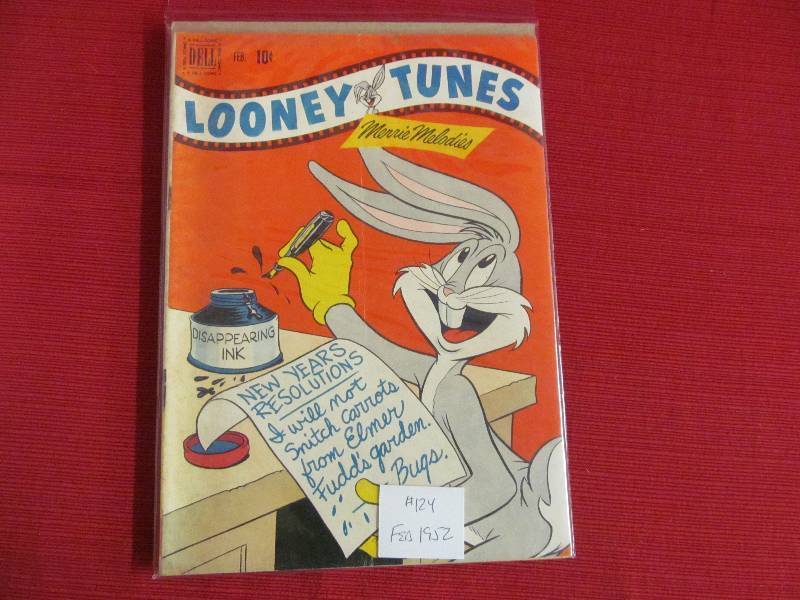 DELL
FEB. 10¢
LOONEY TUNES
Merrie Melodies
DISAPPEARING
INK
NEW YEARS
RESOLUTIONS
I will not
Snitch carrots
from Elmer
Fudd's garden.
Bugs.
#124
FEB 1952